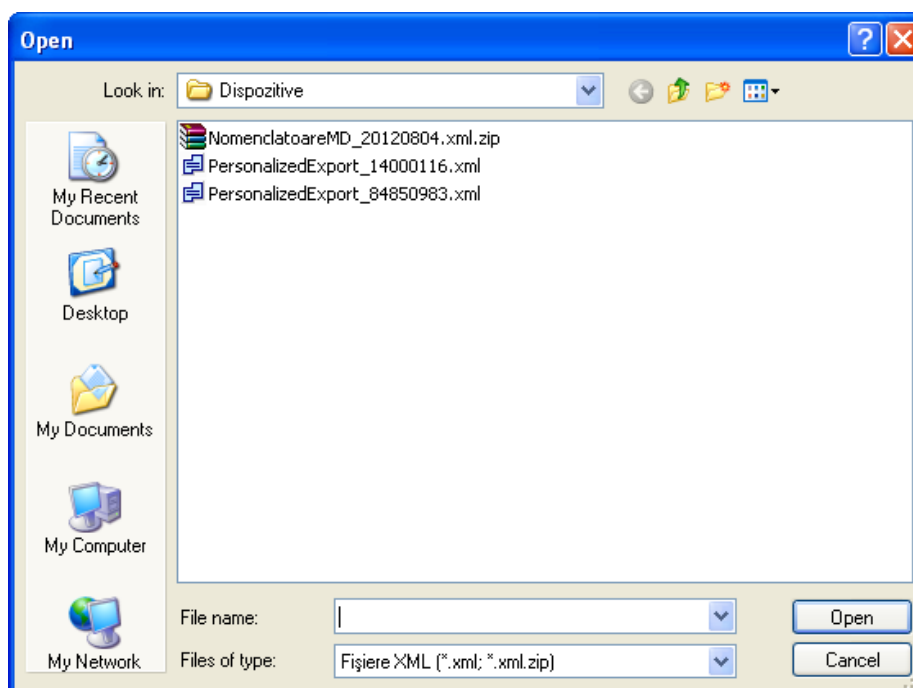 Open
Look in: Dispozitive
NomenclatoareMD_20120804.xml.zip
PersonalizedExport_14000116.xml
PersonalizedExport_84850983.xml
My Recent
Documents
Desktop
My Documents
My Computer
My Network
File name:
Open
Files of type: Fişiere XML (*.xml; *.xml.zip)
Cancel